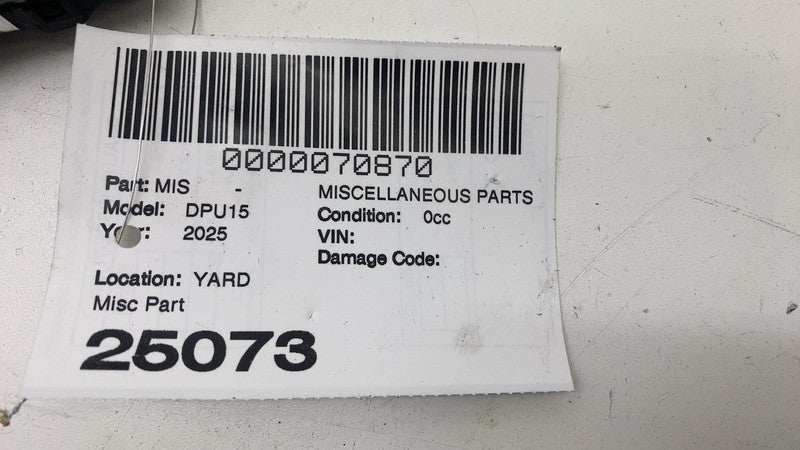 0000070870
Part: MIS - MISCELLANEOUS PARTS
Model: DPU15 Condition: 0cc
Year: 2025 VIN:
Damage Code:
Location: YARD
Misc Part
25073